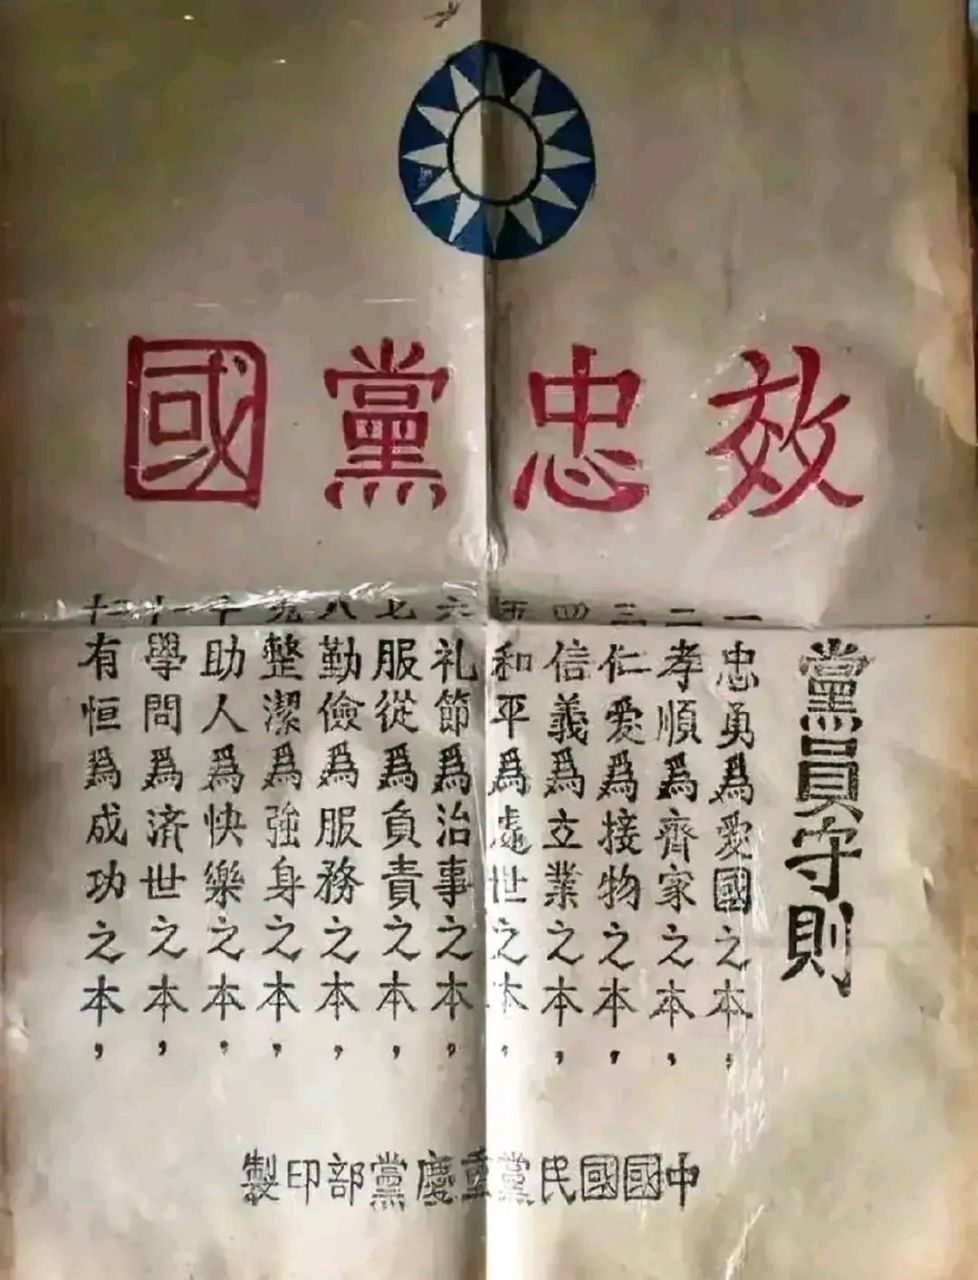 效忠黨國
黨員守則
一 忠勇爲愛國之本，
二 孝順爲齊家之本，
三 仁愛爲接物之本，
四 信義爲立業之本，
五 和平爲處世之本，
六 礼節爲治事之本，
七 服從爲負責之本，
八 勤儉爲服務之本，
九 整潔爲強身之本，
十 助人爲快樂之本，
十一 學問爲济世之本，
十二 有恒爲成功之本，
中國國民黨重慶黨部印製